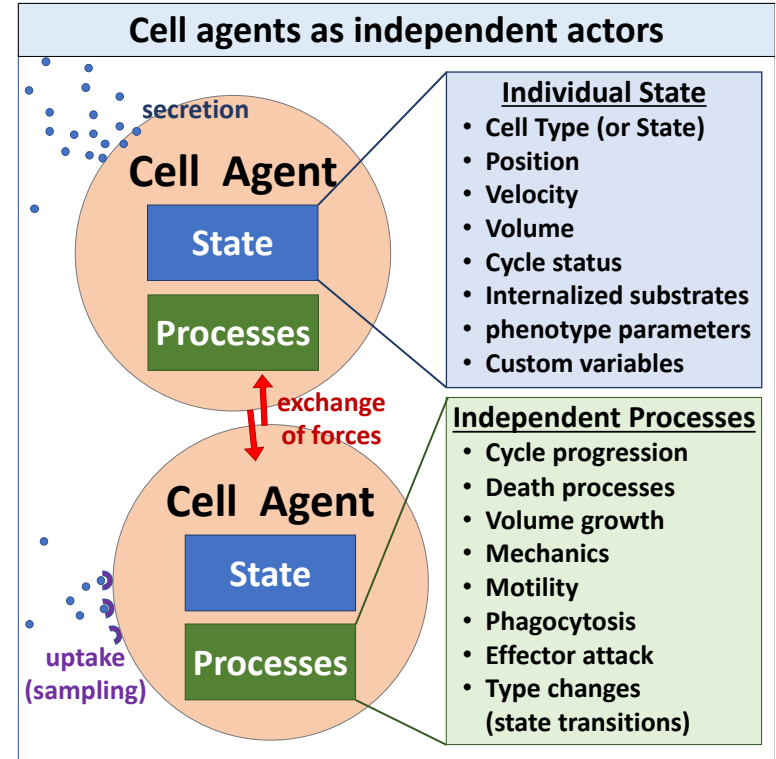 Cell agents as independent actors
secretion
Cell Agent
State
Processes
exchange
of forces
Cell Agent
State
Processes
uptake
(sampling)
Individual State
• Cell Type (or State)
• Position
• Velocity
• Volume
• Cycle status
• Internalized substrates
• phenotype parameters
• Custom variables
Independent Processes
• Cycle progression
• Death processes
• Volume growth
• Mechanics
• Motility
• Phagocytosis
• Effector attack
• Type changes
(state transitions)